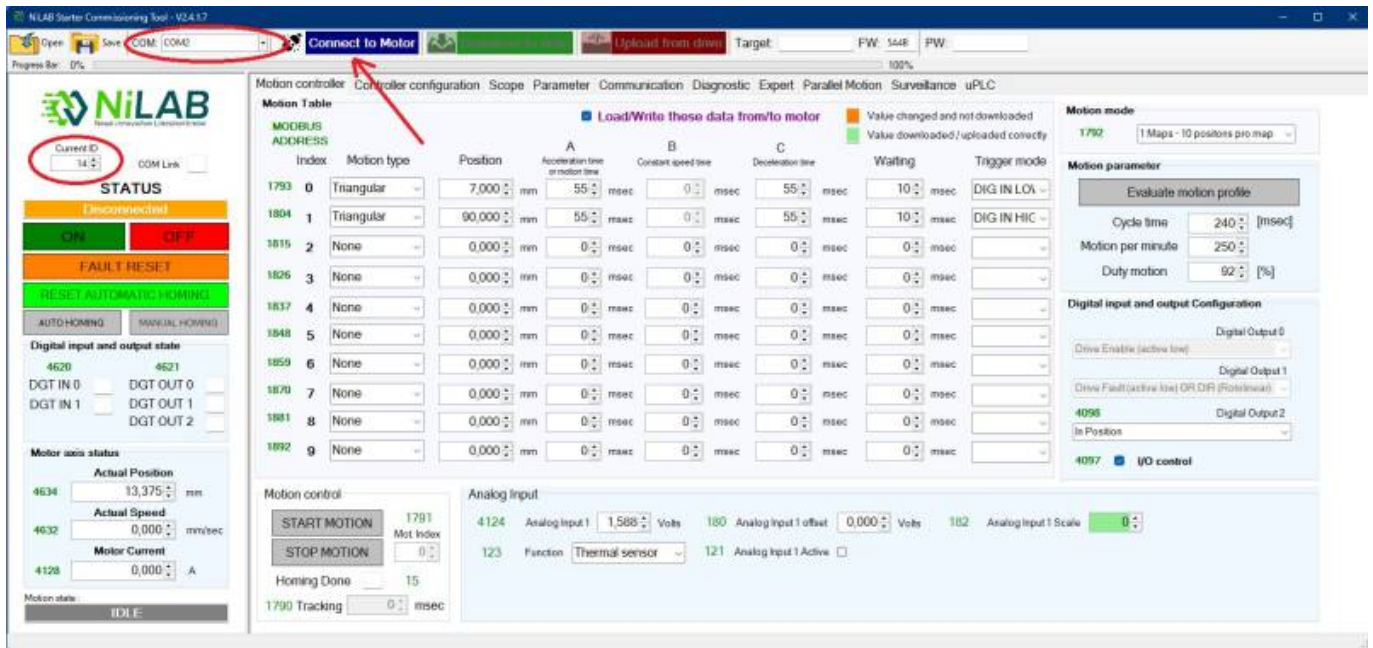 NiLAB Starter Commissioning Tool - V2.4.1.7
Open Save COM: COM2 Connect to Motor Upload from drive Target: FW: 5448 PW:
Progress Bar 0% 100%
Motion controller Controller configuration Scope Parameter Communication Diagnostic Expert Parallel Motion Surveillance uPLC
NiLAB
Current ID
14 COM Link
STATUS
Disconnected
ON OFF
FAULT RESET
RESET AUTOMATIC HOMING
AUTO HOMING MANUAL HOMING
Digital input and output state
4620 4621
DGT IN 0 DGT OUT 0
DGT IN 1 DGT OUT 1
DGT OUT 2
Motor axis status
Actual Position
4634 13,375 mm
Actual Speed
4632 0,000 mm/sec
Motor Current
4128 0,000 A
Motion state
IDLE
Motion Table
MODBUS
ADDRESS
Load/Write those data from/to motor
Value changed and not downloaded
Value downloaded / uploaded correctly
A B C
Acceleration time Constant speed time Deceleration time
or motion time
Index Motion type Position Waiting Trigger mode
1793 0 Triangular 7,000 mm 55 msec 0 msec 55 msec 10 msec DIG IN LOV
1804 1 Triangular 90,000 mm 55 msec 0 msec 55 msec 10 msec DIG IN HIC
1815 2 None 0,000 mm 0 msec 0 msec 0 msec 0 msec
1826 3 None 0,000 mm 0 msec 0 msec 0 msec 0 msec
1837 4 None 0,000 mm 0 msec 0 msec 0 msec 0 msec
1848 5 None 0,000 mm 0 msec 0 msec 0 msec 0 msec
1859 6 None 0,000 mm 0 msec 0 msec 0 msec 0 msec
1870 7 None 0,000 mm 0 msec 0 msec 0 msec 0 msec
1881 8 None 0,000 mm 0 msec 0 msec 0 msec 0 msec
1892 9 None 0,000 mm 0 msec 0 msec 0 msec 0 msec
Motion mode
1792 1 Maps - 10 positons pro map
Motion parameter
Evaluate motion profile
Cycle time 240 [msec]
Motion per minute 250
Duty motion 92 [%]
Digital input and output Configuration
Digital Output 0
Drive Enable (active low)
Digital Output 1
Drive Fault(active low) OR DIR (Rotolinear)
4098 Digital Output 2
In Position
4097 I/O control
Motion control
START MOTION 1791
Mot Index
STOP MOTION 0
Homing Done 15
1790 Tracking 0 msec
Analog Input
4124 Analog Input 1 1,588 Volts 180 Analog Input 1 offset 0,000 Volts 182 Analog Input 1 Scale 0
123 Function Thermal sensor 121 Analog Input 1 Active